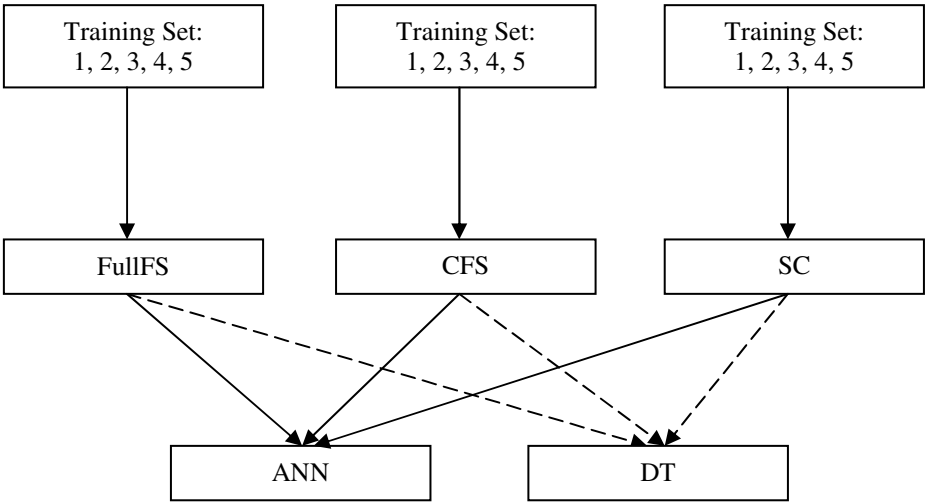 Training Set:
1, 2, 3, 4, 5
Training Set:
1, 2, 3, 4, 5
Training Set:
1, 2, 3, 4, 5
FullFS
CFS
SC
ANN
DT